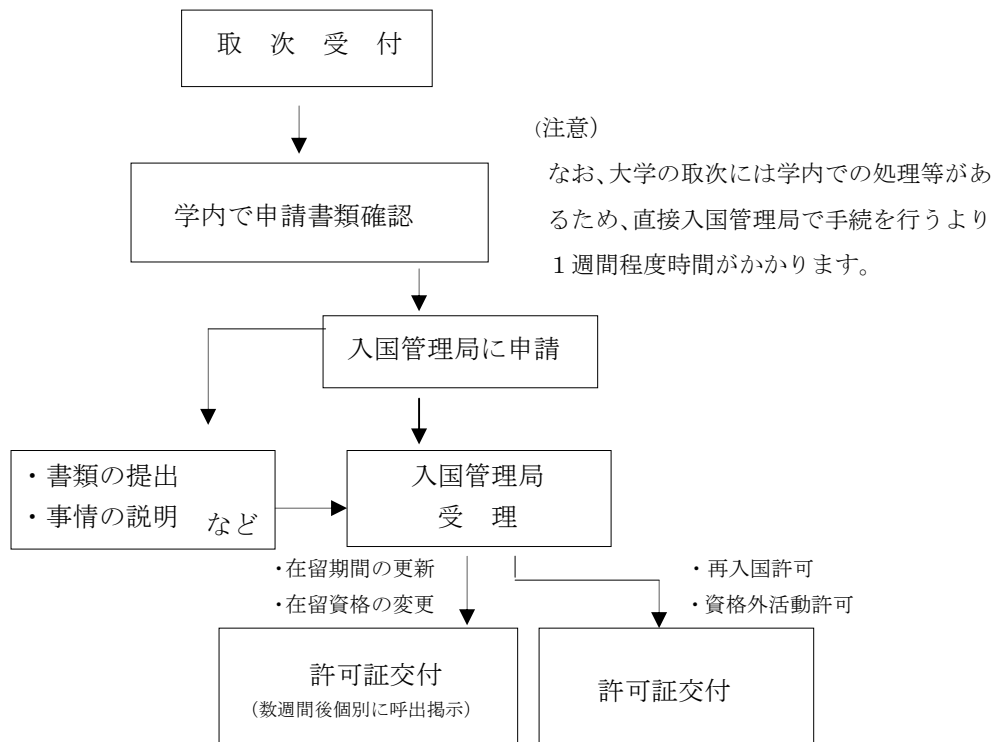 取 次 受 付
(注意）
なお、大学の取次には学内での処理等があ
るため、直接入国管理局で手続を行うより
１週間程度時間がかかります。
学内で申請書類確認
入国管理局に申請
・書類の提出
・事情の説明 など
入国管理局
受 理
・在留期間の更新
・在留資格の変更
・再入国許可
・資格外活動許可
許可証交付
（数週間後個別に呼出掲示）
許可証交付